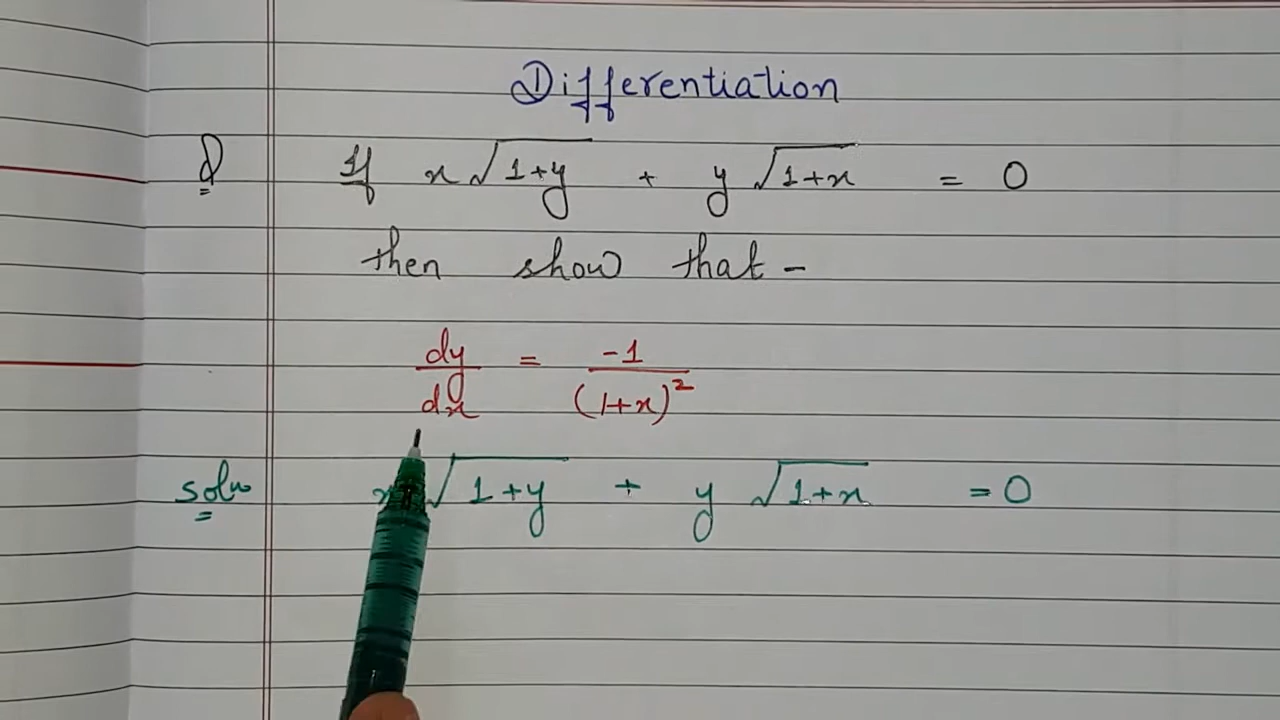 Differentiation
Q If x√1+y + y√1+x = 0
then show that -
dy/dx = -1/(1+x)²
soln x√1+y + y√1+x = 0